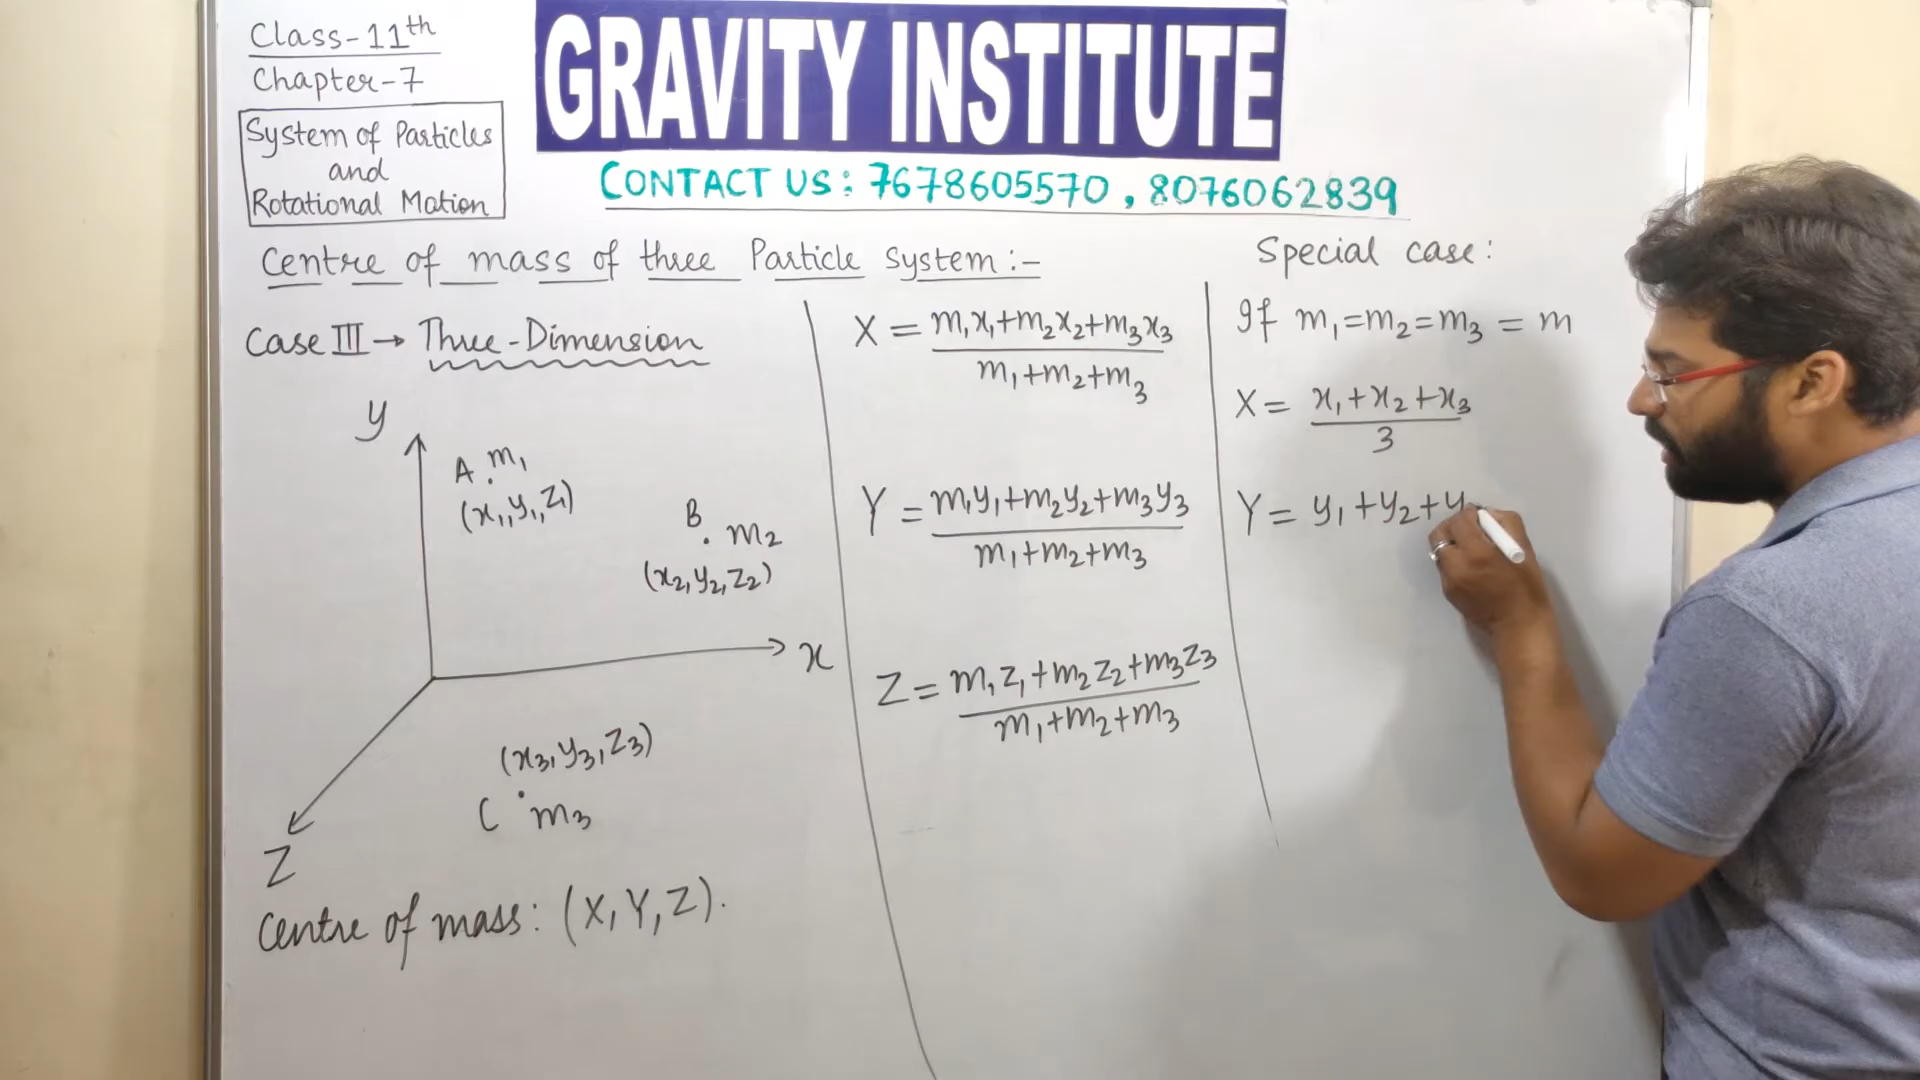 Class-11th
Chapter-7
System of Particles
and
Rotational Motion
GRAVITY INSTITUTE
CONTACT US: 7678605570, 8076062839
Centre of mass of three Particle System:-
Case III → Three-Dimension
y
A . m₁
(x₁,y₁,z₁)
B
. m₂
(x₂,y₂,z₂)
x
(x₃,y₃,z₃)
C . m₃
Z
Centre of mass: (X,Y,Z).
X = m₁x₁+m₂x₂+m₃x₃
m₁+m₂+m₃
Y = m₁y₁+m₂y₂+m₃y₃
m₁+m₂+m₃
Z = m₁z₁+m₂z₂+m₃z₃
m₁+m₂+m₃
Special case:
If m₁=m₂=m₃ = m
X = x₁+x₂+x₃
3
Y = y₁+y₂+y